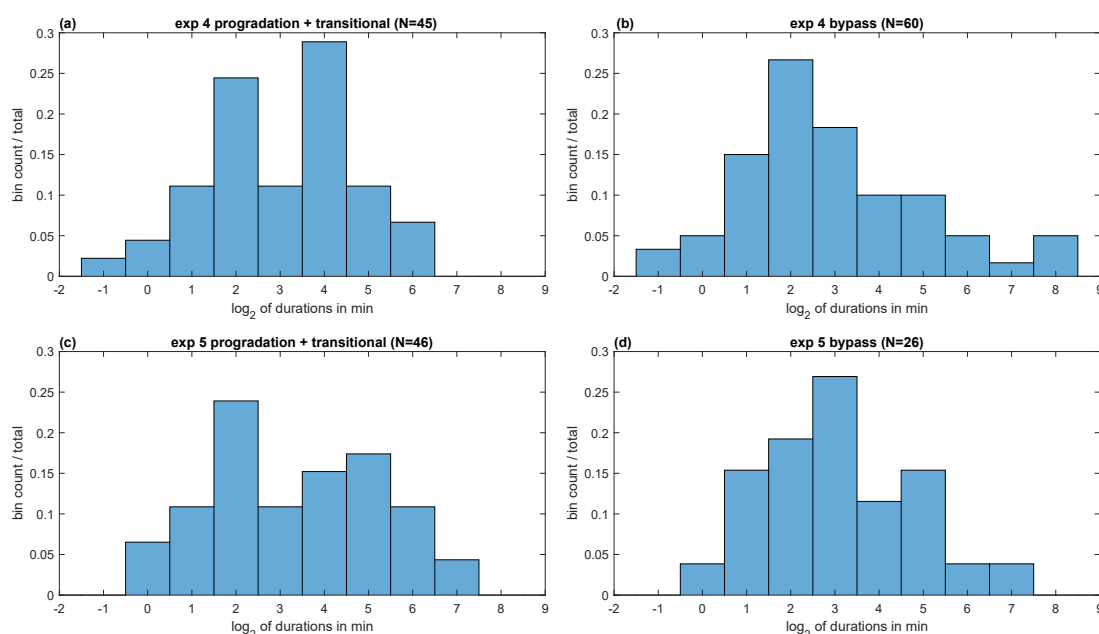 (a) exp 4 progradation + transitional (N=45)
0.3
0.25
0.2
0.15
0.1
0.05
0
bin count / total
-2 -1 0 1 2 3 4 5 6 7 8 9
log2 of durations in min
(b) exp 4 bypass (N=60)
0.3
0.25
0.2
0.15
0.1
0.05
0
bin count / total
-2 -1 0 1 2 3 4 5 6 7 8 9
log2 of durations in min
(c) exp 5 progradation + transitional (N=46)
0.3
0.25
0.2
0.15
0.1
0.05
0
bin count / total
-2 -1 0 1 2 3 4 5 6 7 8 9
log2 of durations in min
(d) exp 5 bypass (N=26)
0.3
0.25
0.2
0.15
0.1
0.05
0
bin count / total
-2 -1 0 1 2 3 4 5 6 7 8 9
log2 of durations in min